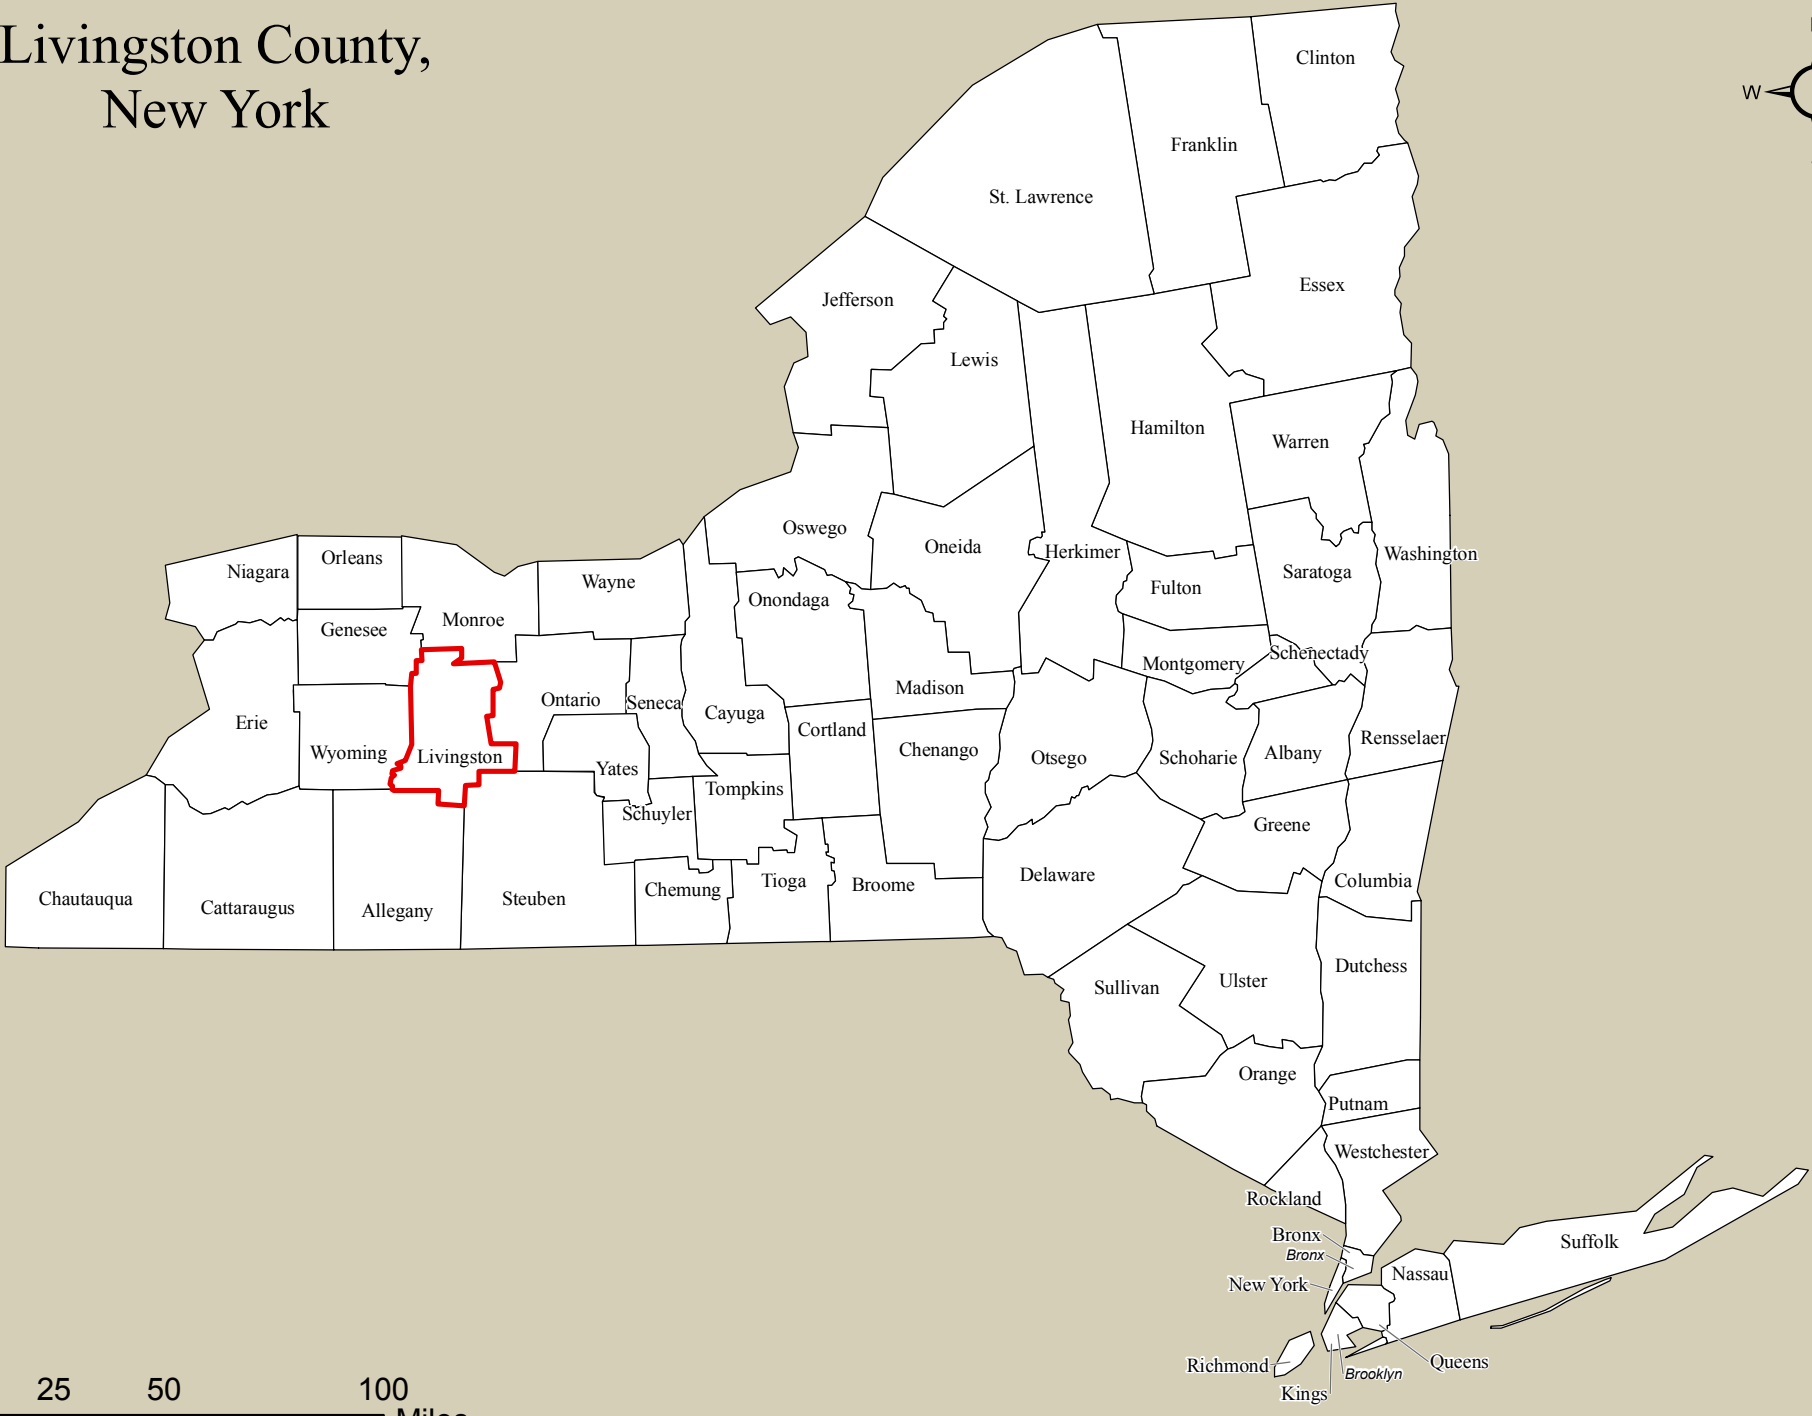 Livingston County,
New York
W
Clinton
Franklin
St. Lawrence
Essex
Jefferson
Lewis
Hamilton
Warren
Oswego
Oneida
Herkimer
Washington
Saratoga
Fulton
Orleans
Niagara
Wayne
Onondaga
Monroe
Genesee
Montgomery
Schenectady
Madison
Ontario
Seneca
Cayuga
Cortland
Erie
Wyoming
Livingston
Chenango
Otsego
Schoharie
Albany
Rensselaer
Yates
Tompkins
Schuyler
Greene
Chautauqua
Cattaraugus
Allegany
Steuben
Chemung
Tioga
Broome
Delaware
Columbia
Sullivan
Ulster
Dutchess
Orange
Putnam
Westchester
Rockland
Bronx
Bronx
New York
Suffolk
Nassau
Richmond
Queens
Brooklyn
Kings
25 50 100
Miles